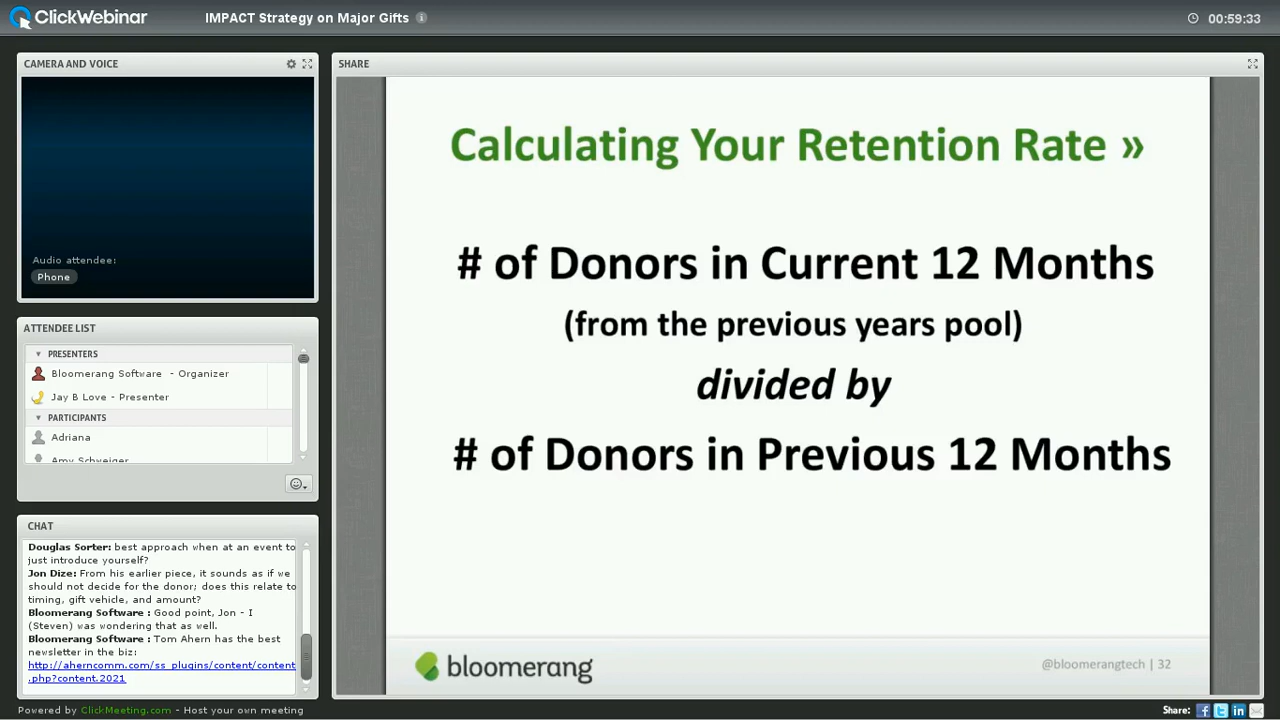 ClickWebinar
IMPACT Strategy on Major Gifts
00:59:33
CAMERA AND VOICE
Audio attendee:
Phone
ATTENDEE LIST
PRESENTERS
Bloomerang Software - Organizer
Jay B Love - Presenter
PARTICIPANTS
Adriana
Amy Schweiger
CHAT
Douglas Sorter: best approach when at an event to
just introduce yourself?
Jon Dize: From his earlier piece, it sounds as if we
should not decide for the donor; does this relate to
timing, gift vehicle, and amount?
Bloomerang Software : Good point, Jon - I
(Steven) was wondering that as well.
Bloomerang Software : Tom Ahern has the best
newsletter in the biz:
http://aherncomm.com/ss_plugins/content/content
.php?content.2021
SHARE
Calculating Your Retention Rate »
# of Donors in Current 12 Months
(from the previous years pool)
divided by
# of Donors in Previous 12 Months
bloomerang
@bloomerangtech | 32
Powered by ClickMeeting.com - Host your own meeting
Share: